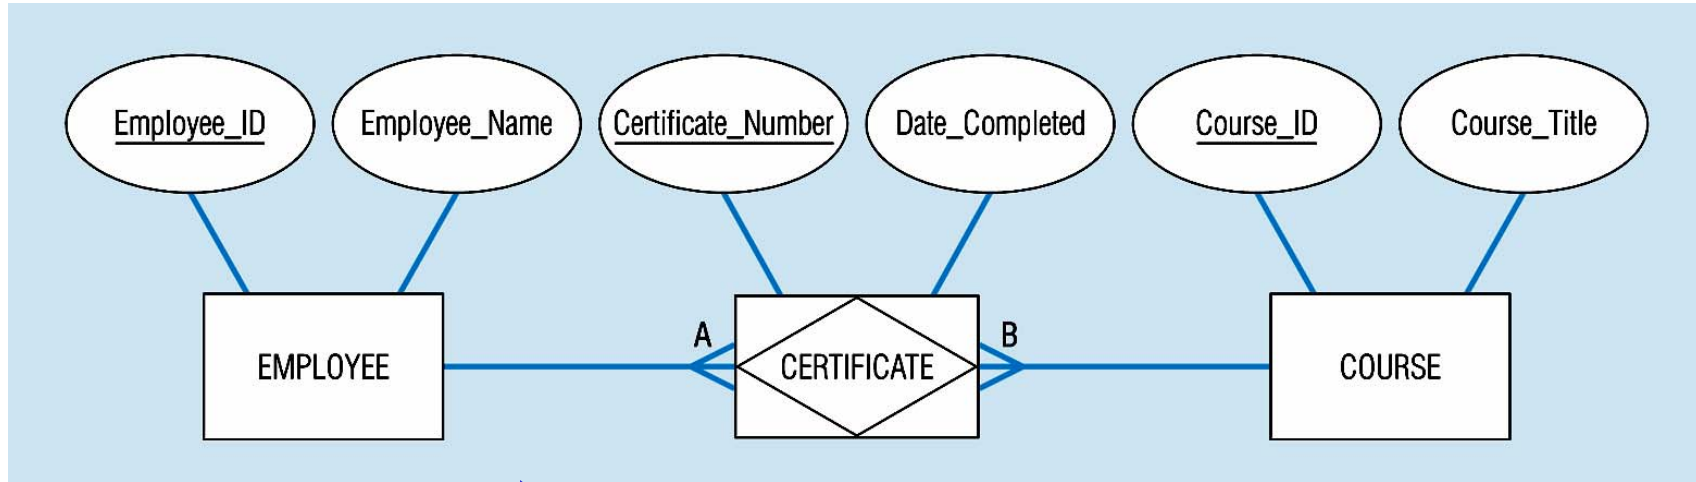 Employee_ID
Employee_Name
Certificate_Number
Date_Completed
Course_ID
Course_Title
A
B
EMPLOYEE
CERTIFICATE
COURSE